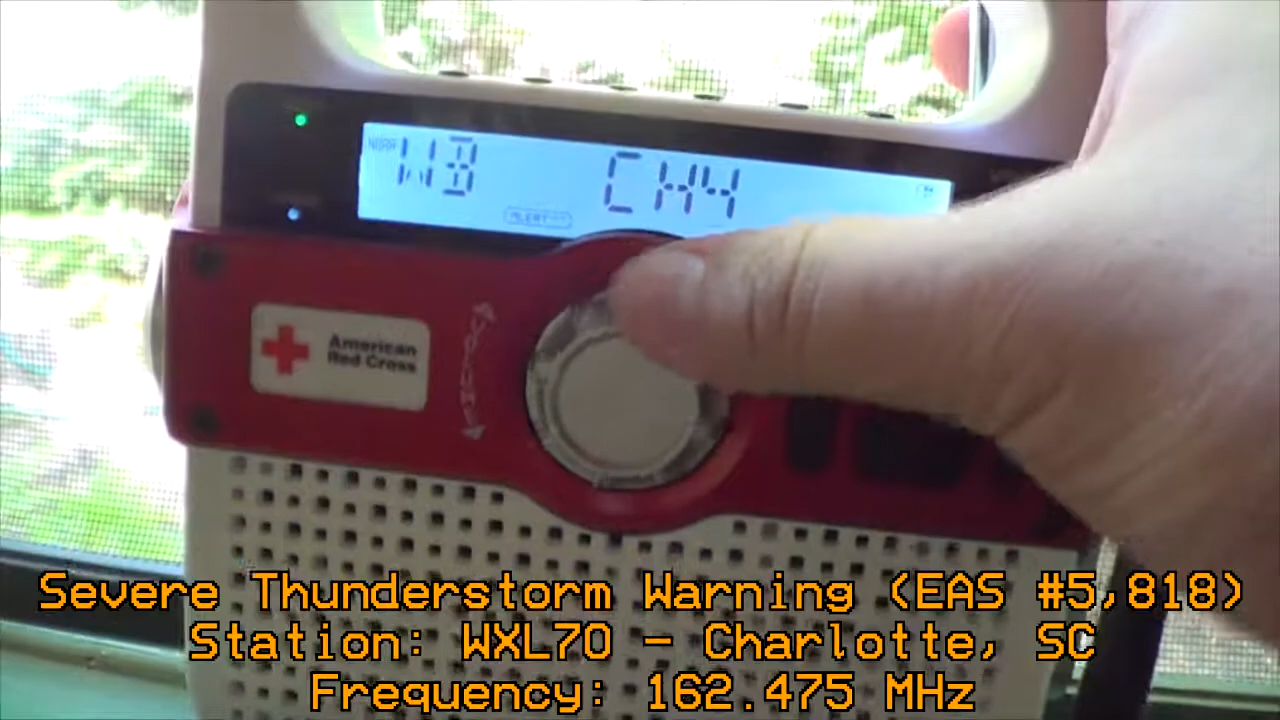 WB CH4
ALERT
American
Red Cross
Severe Thunderstorm Warning (EAS #5,818)
Station: WXL70 - Charlotte, SC
Frequency: 162.475 MHz